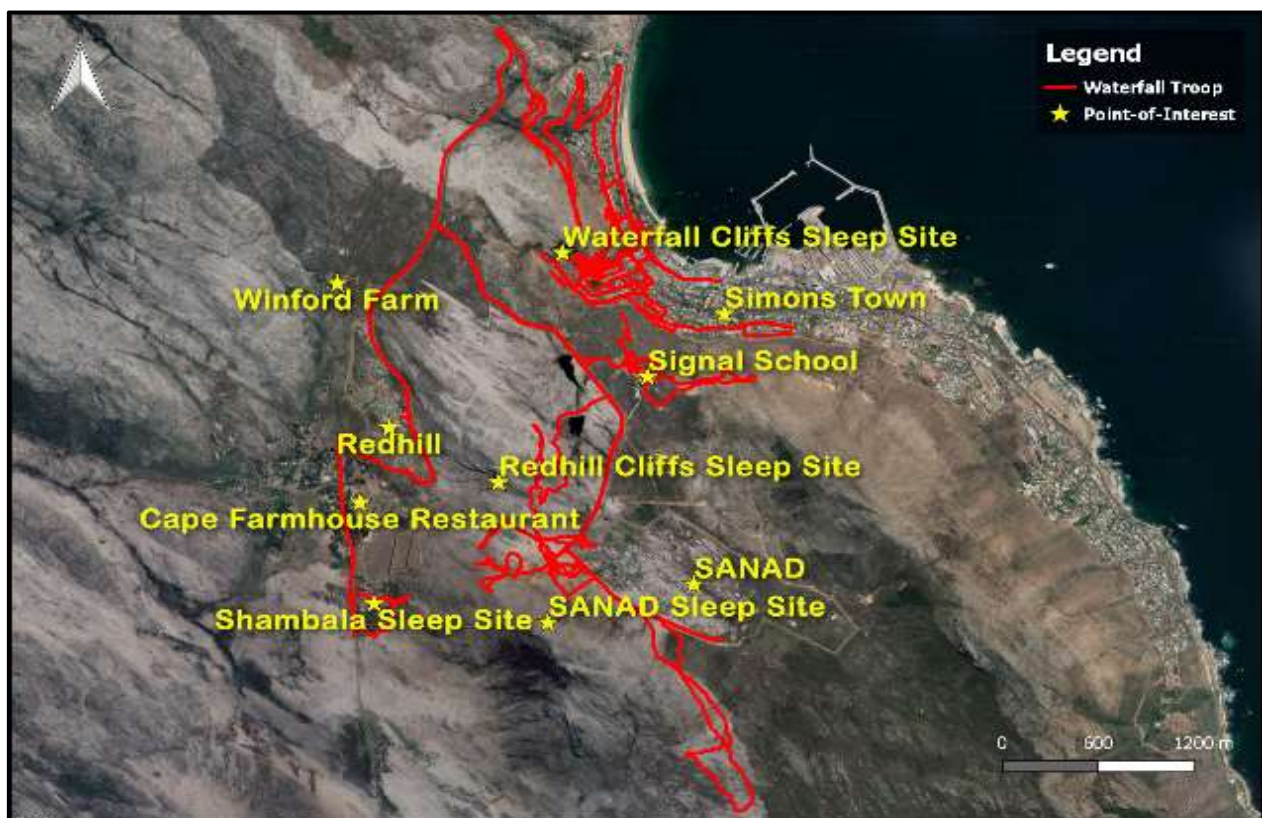 Legend
Waterfall Troop
Point-of-Interest
Waterfall Cliffs Sleep Site
Winford Farm
Simons Town
Signal School
Redhill
Redhill Cliffs Sleep Site
Cape Farmhouse Restaurant
SANAD
Shambala Sleep Site
SANAD Sleep Site
0 600 1200 m